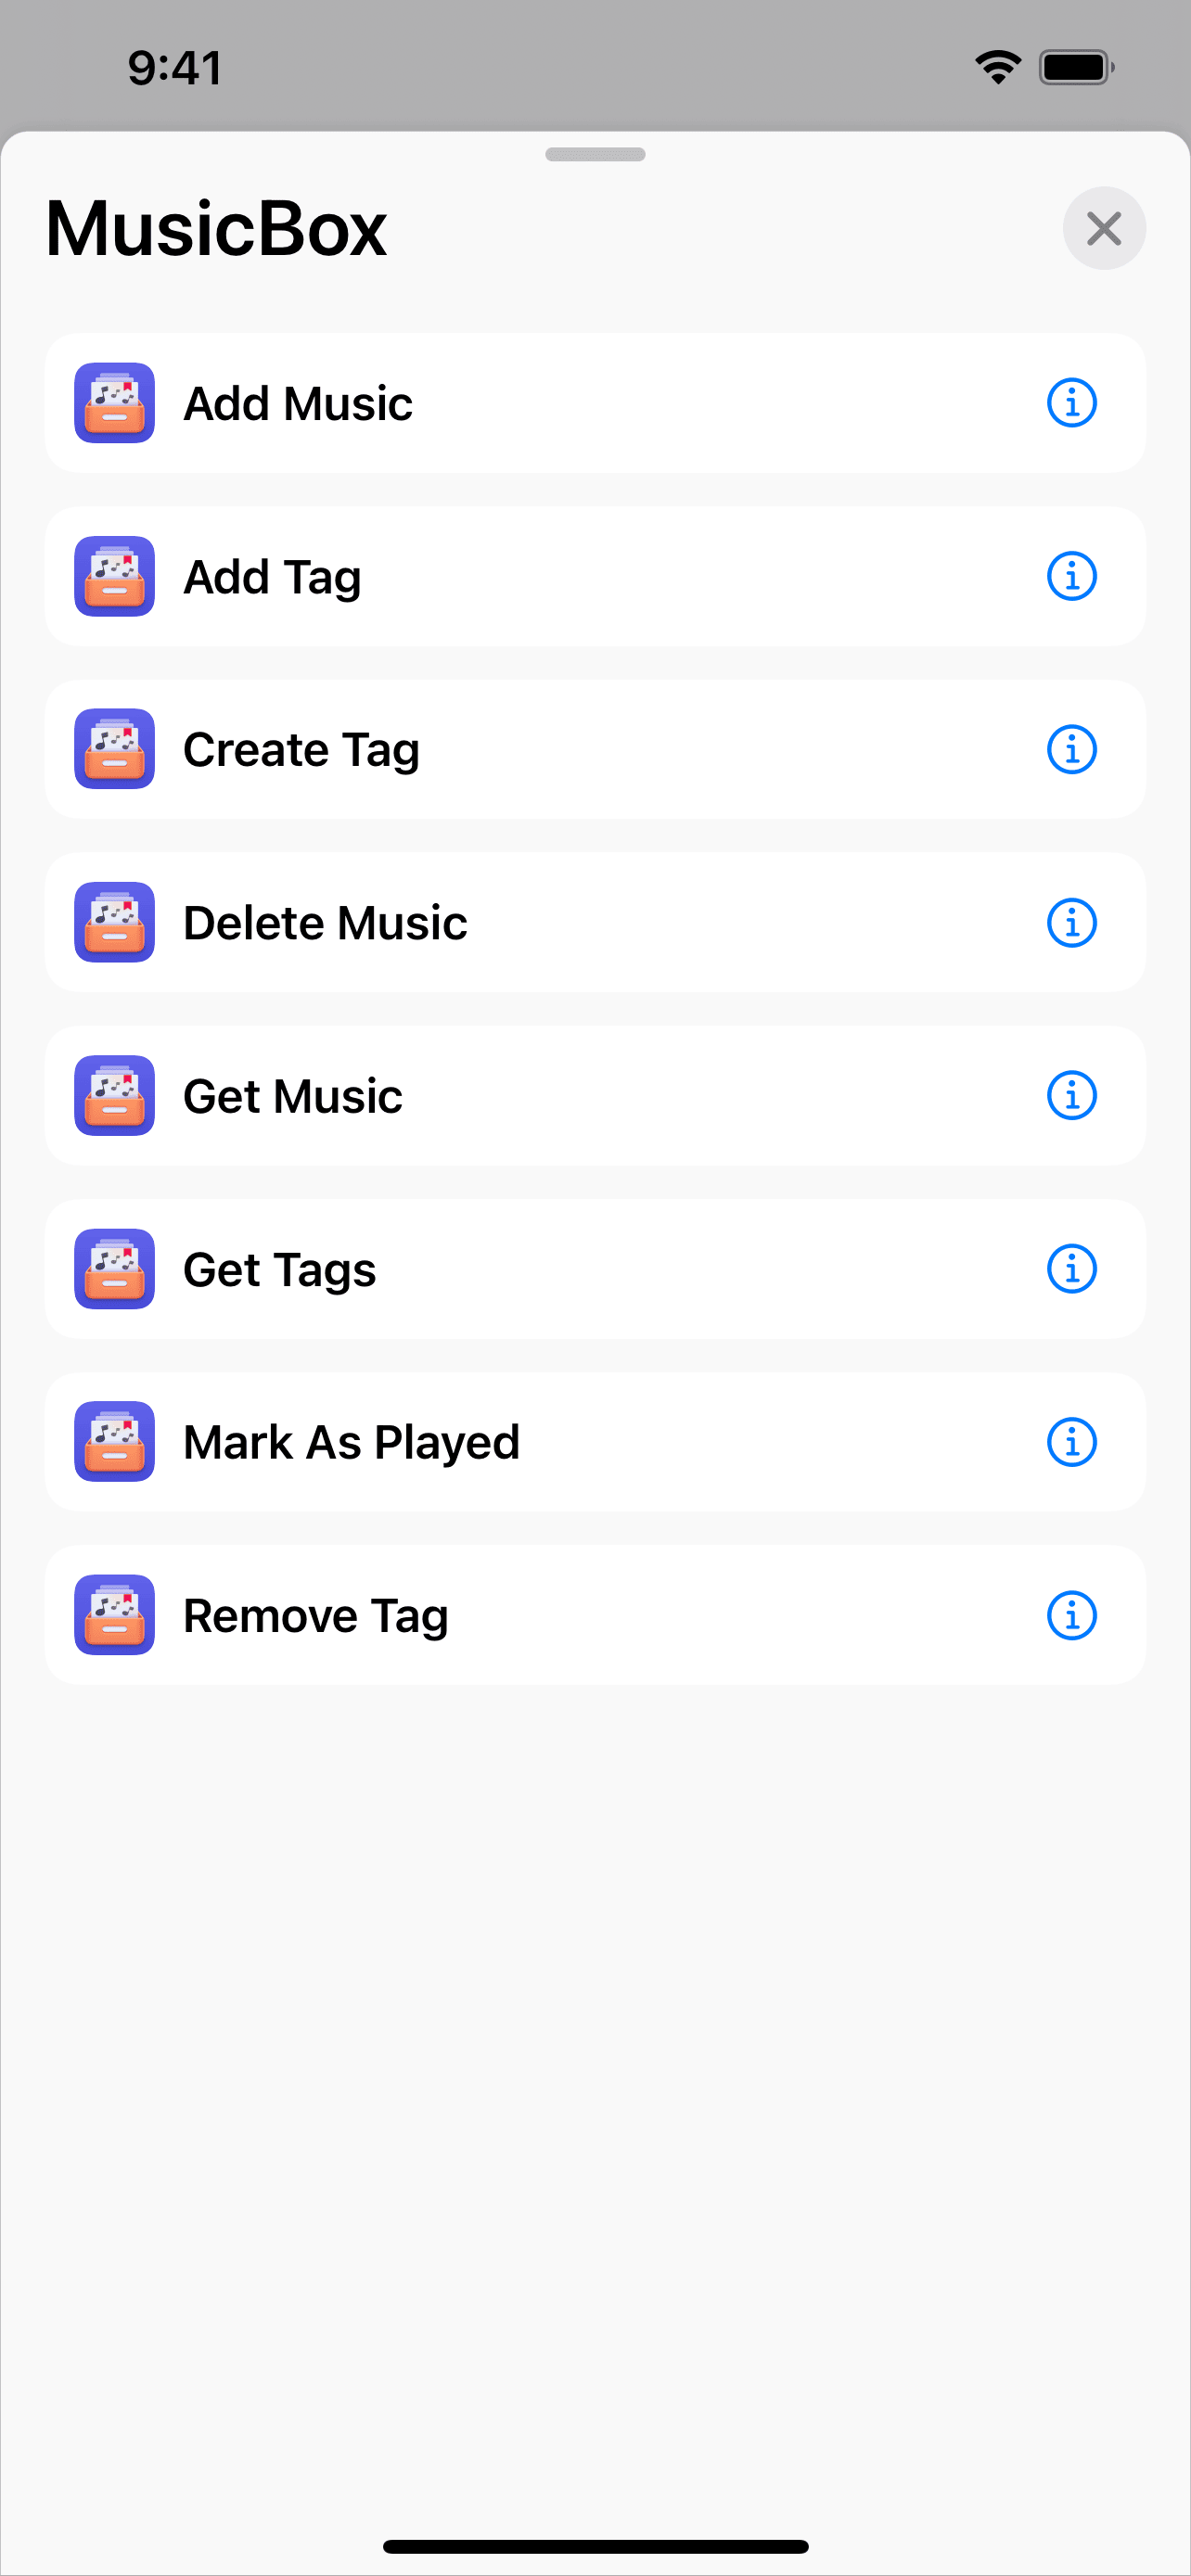 9:41
MusicBox
Add Music
Add Tag
Create Tag
Delete Music
Get Music
Get Tags
Mark As Played
Remove Tag